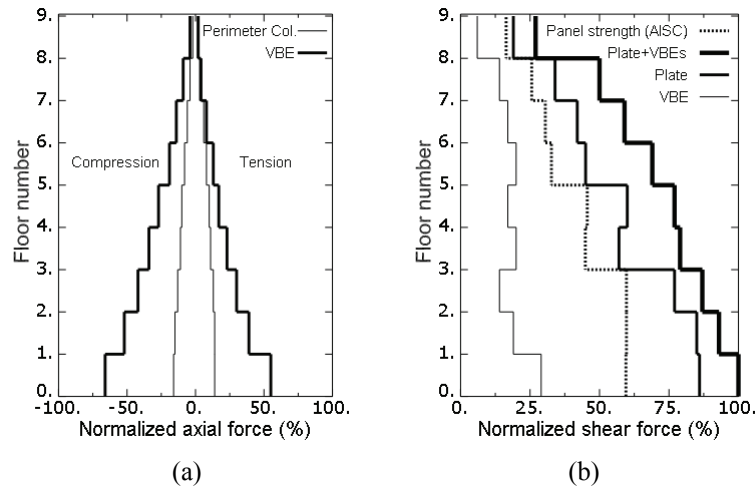 9.
8.
7.
6.
5.
4.
3.
2.
1.
0.
Floor number
Perimeter Col.
VBE
Compression
Tension
-100.
-50.
0.
50.
100.
Normalized axial force (%)
(a)
9.
8.
7.
6.
5.
4.
3.
2.
1.
0.
Floor number
Panel strength (AISC)
Plate+VBEs
Plate
VBE
0.
25.
50.
75.
100.
Normalized shear force (%)
(b)